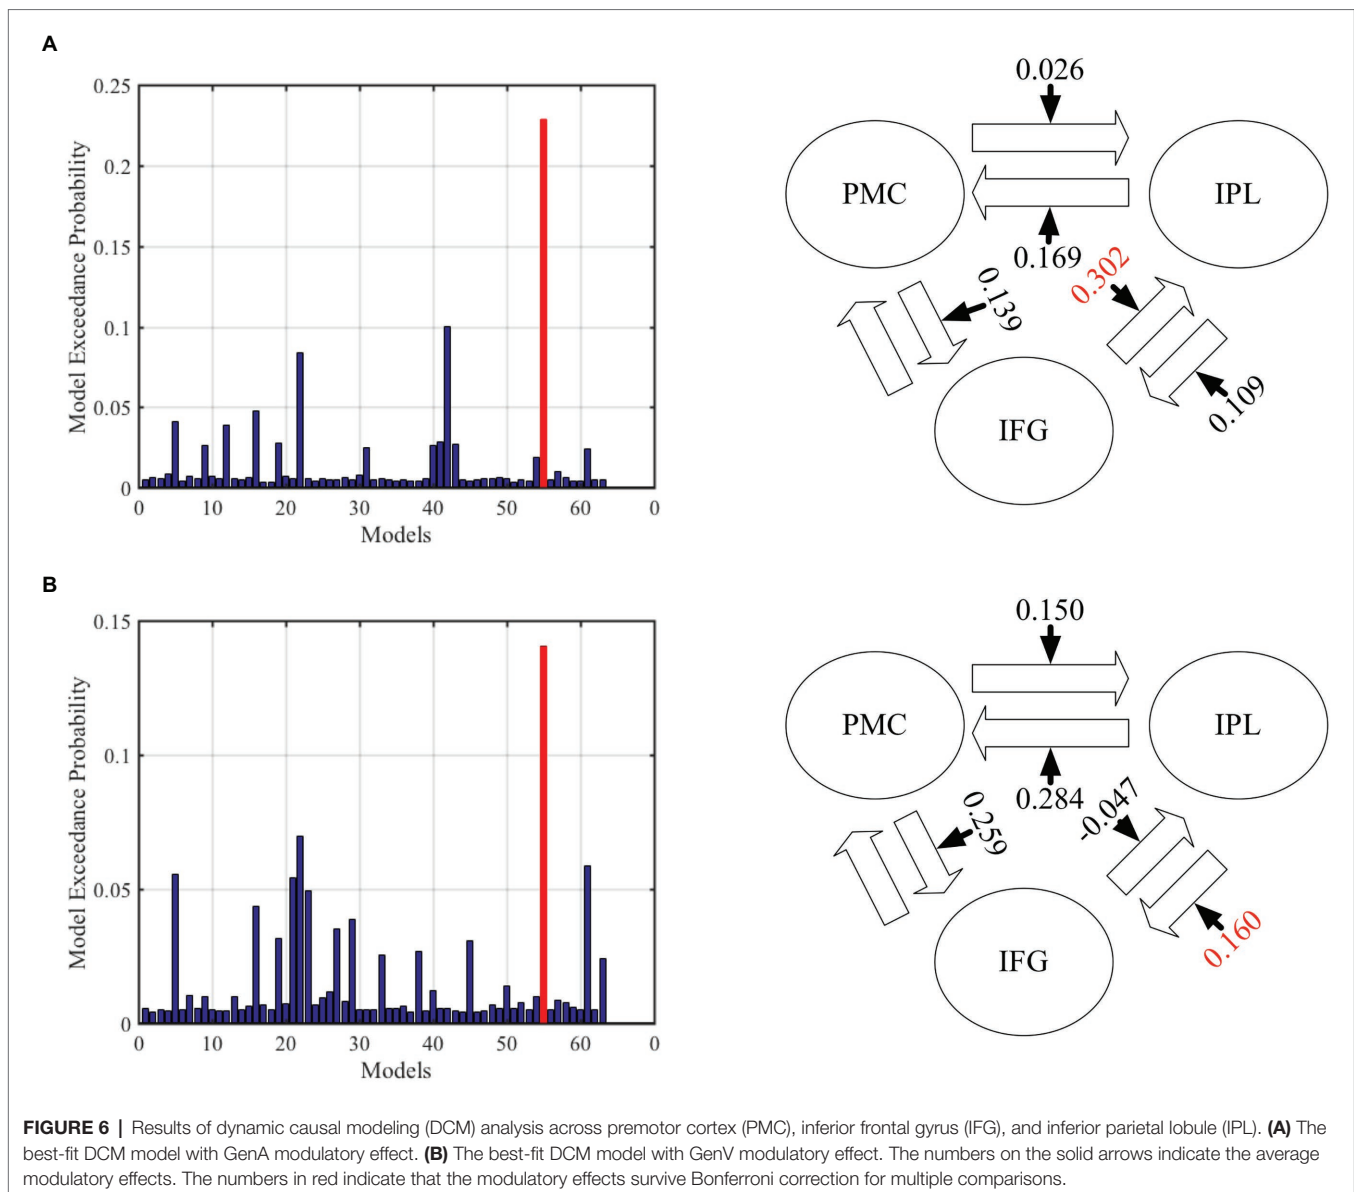 A
0.25
0.2
0.15
0.1
0.05
0
Model Exceedance Probability
0 10 20 30 40 50 60 0
Models
0.026
PMC
IPL
0.169
0.302
0.139
0.109
IFG
B
0.15
0.1
0.05
0
Model Exceedance Probability
0 10 20 30 40 50 60 0
Models
0.150
PMC
IPL
0.284
-0.047
0.259
0.160
IFG
FIGURE 6 | Results of dynamic causal modeling (DCM) analysis across premotor cortex (PMC), inferior frontal gyrus (IFG), and inferior parietal lobule (IPL). (A) The
best-fit DCM model with GenA modulatory effect. (B) The best-fit DCM model with GenV modulatory effect. The numbers on the solid arrows indicate the average
modulatory effects. The numbers in red indicate that the modulatory effects survive Bonferroni correction for multiple comparisons.